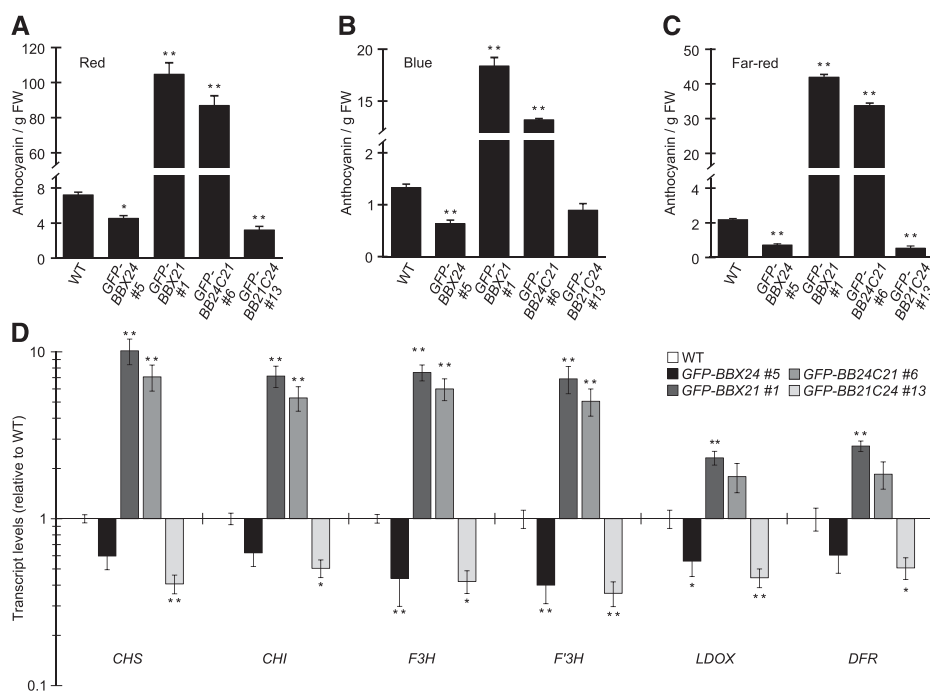 A
Red
Anthocyanin / g FW
120
100
80
60
8
4
0
**
**
*
**
WT
GFP-
BBX24
#5
GFP-
BBX21
#1
GFP-
BB24C21
#6
GFP-
BB21C24
#13
B
Blue
Anthocyanin / g FW
20
15
2
1
0
**
**
**
WT
GFP-
BBX24
#5
GFP-
BBX21
#1
GFP-
BB24C21
#6
GFP-
BB21C24
#13
C
Far-red
Anthocyanin / g FW
50
40
30
20
4
2
0
**
**
**
**
WT
GFP-
BBX24
#5
GFP-
BBX21
#1
GFP-
BB24C21
#6
GFP-
BB21C24
#13
D
Transcript levels (relative to WT)
10
1
0.1
WT
GFP-BBX24 #5
GFP-BB24C21 #6
GFP-BBX21 #1
GFP-BB21C24 #13
**
**
**
**
**
*
**
**
**
*
**
**
**
**
**
*
**
**
*
CHS
CHI
F3H
F'3H
LDOX
DFR